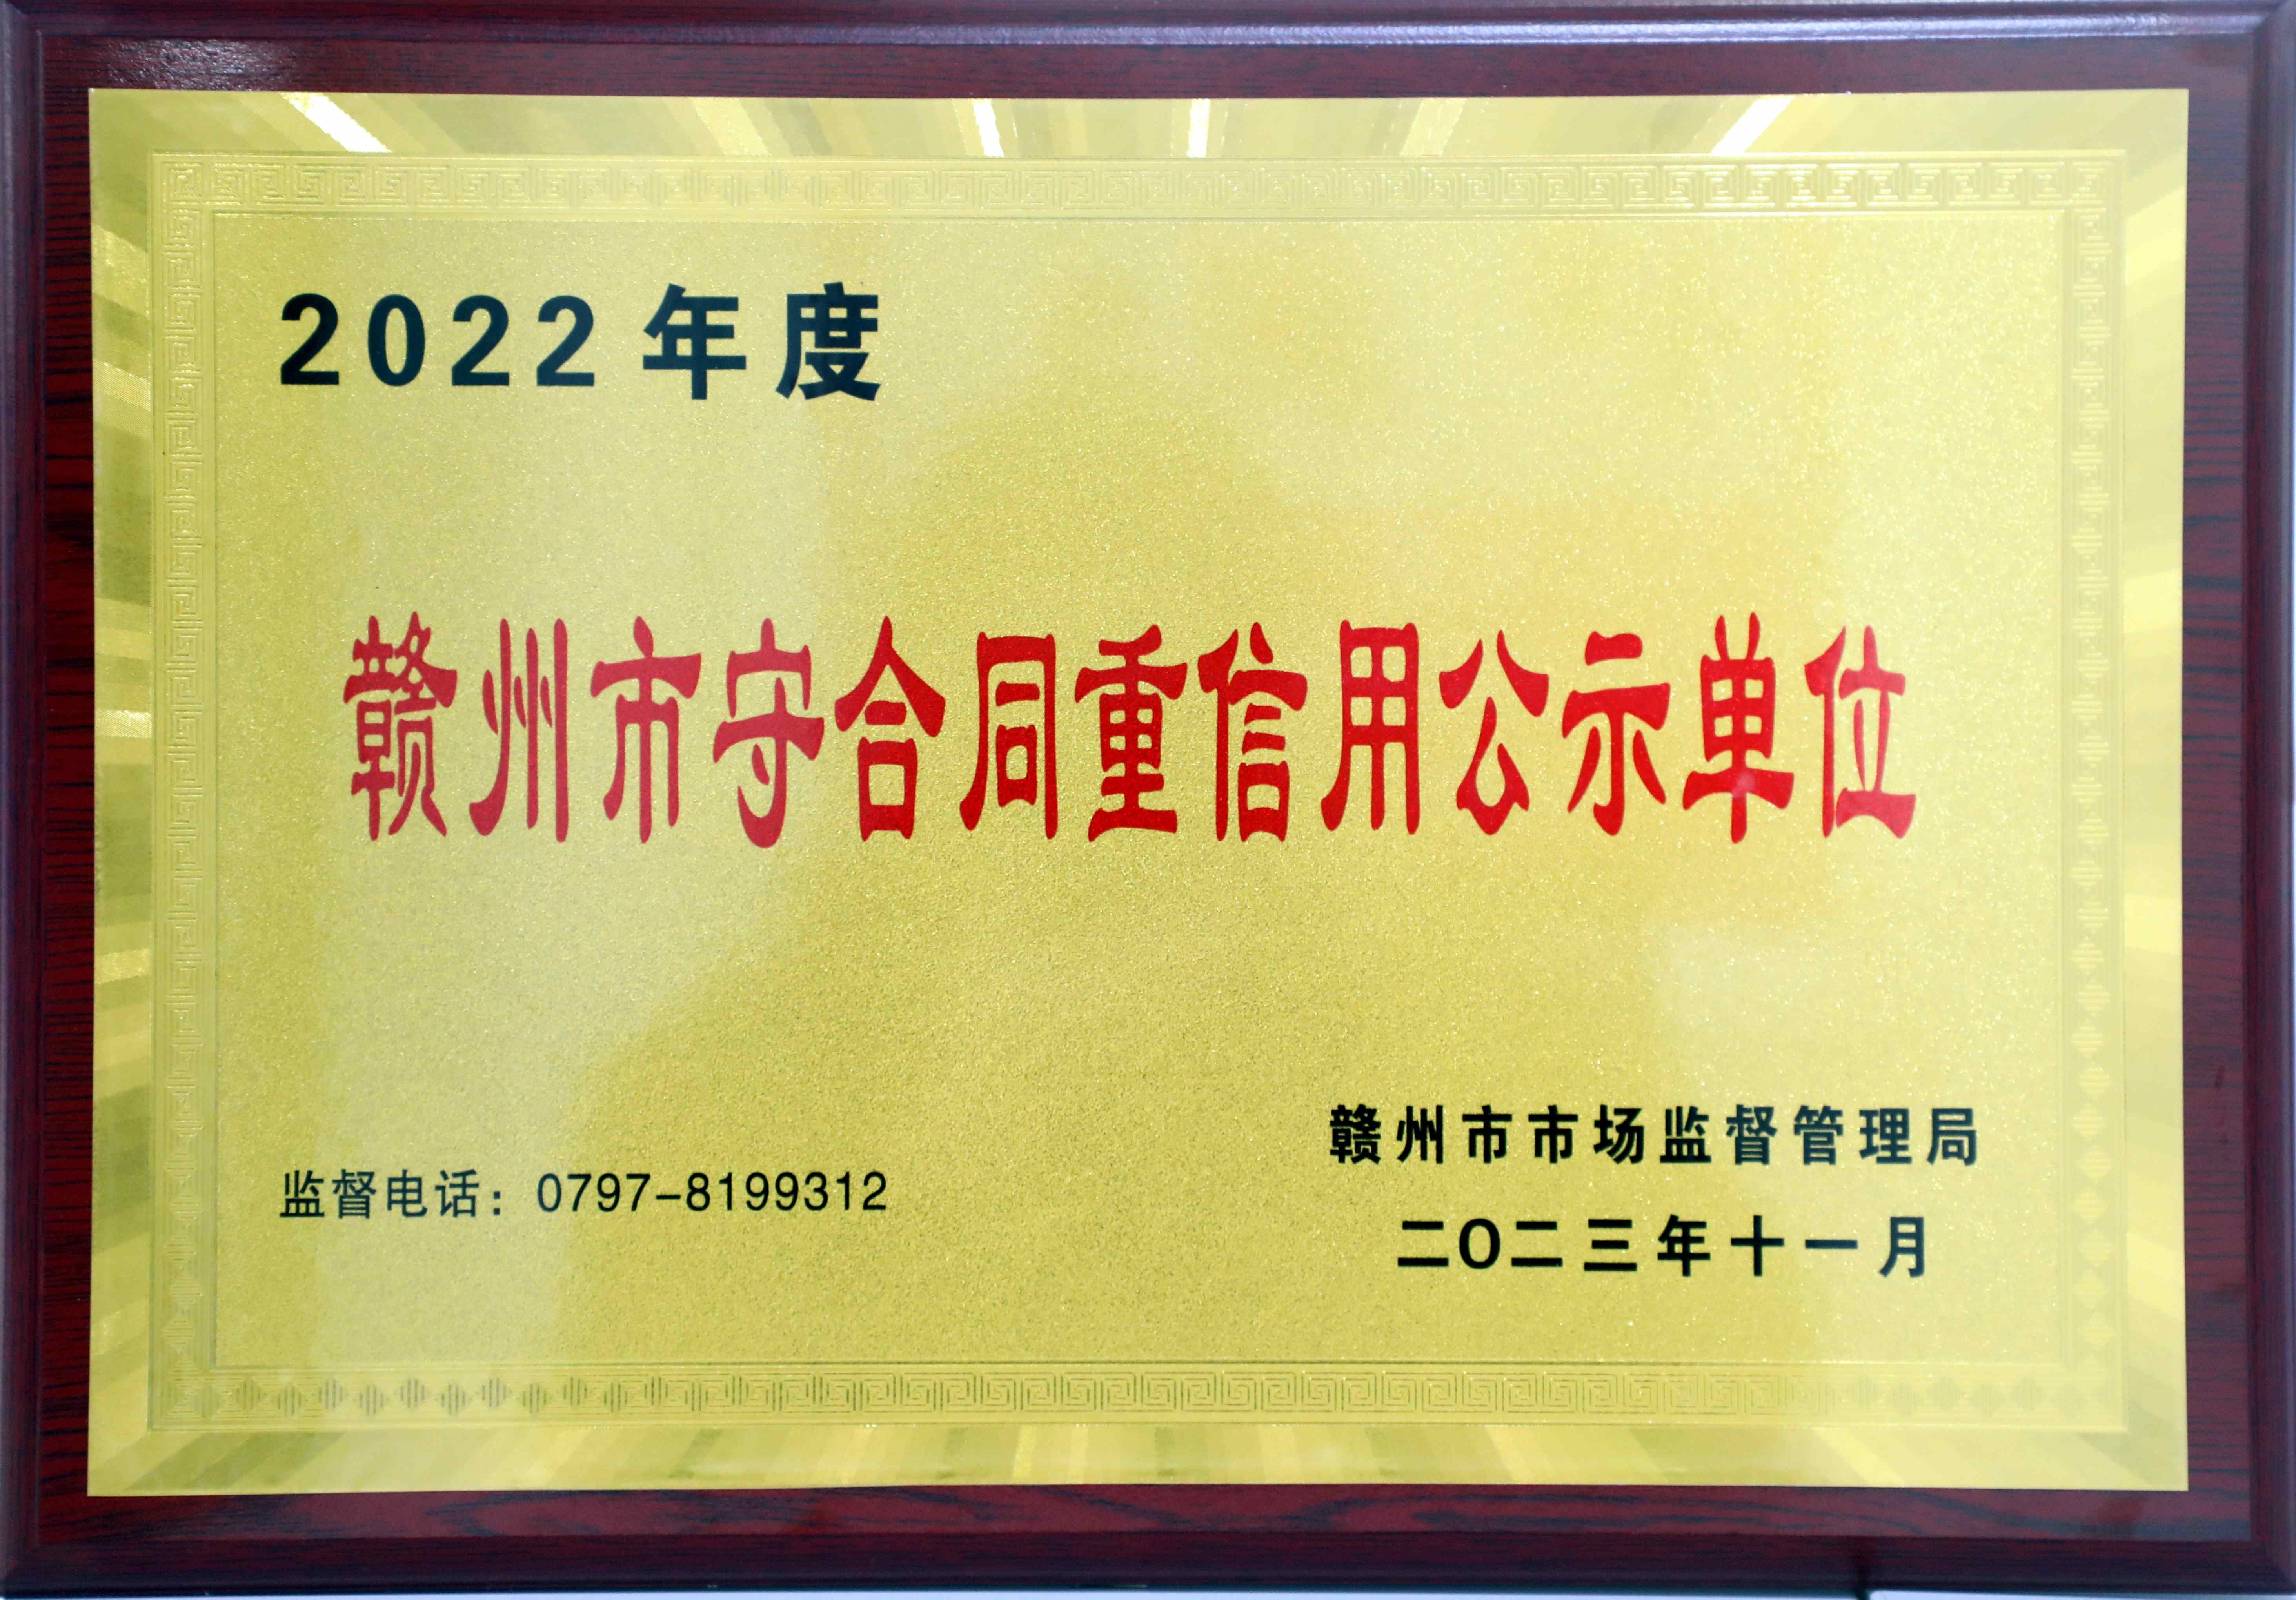 2022年度
赣州市守合同重信用公示单位
赣州市市场监督管理局
监督电话：0797-8199312
二O二三年十一月